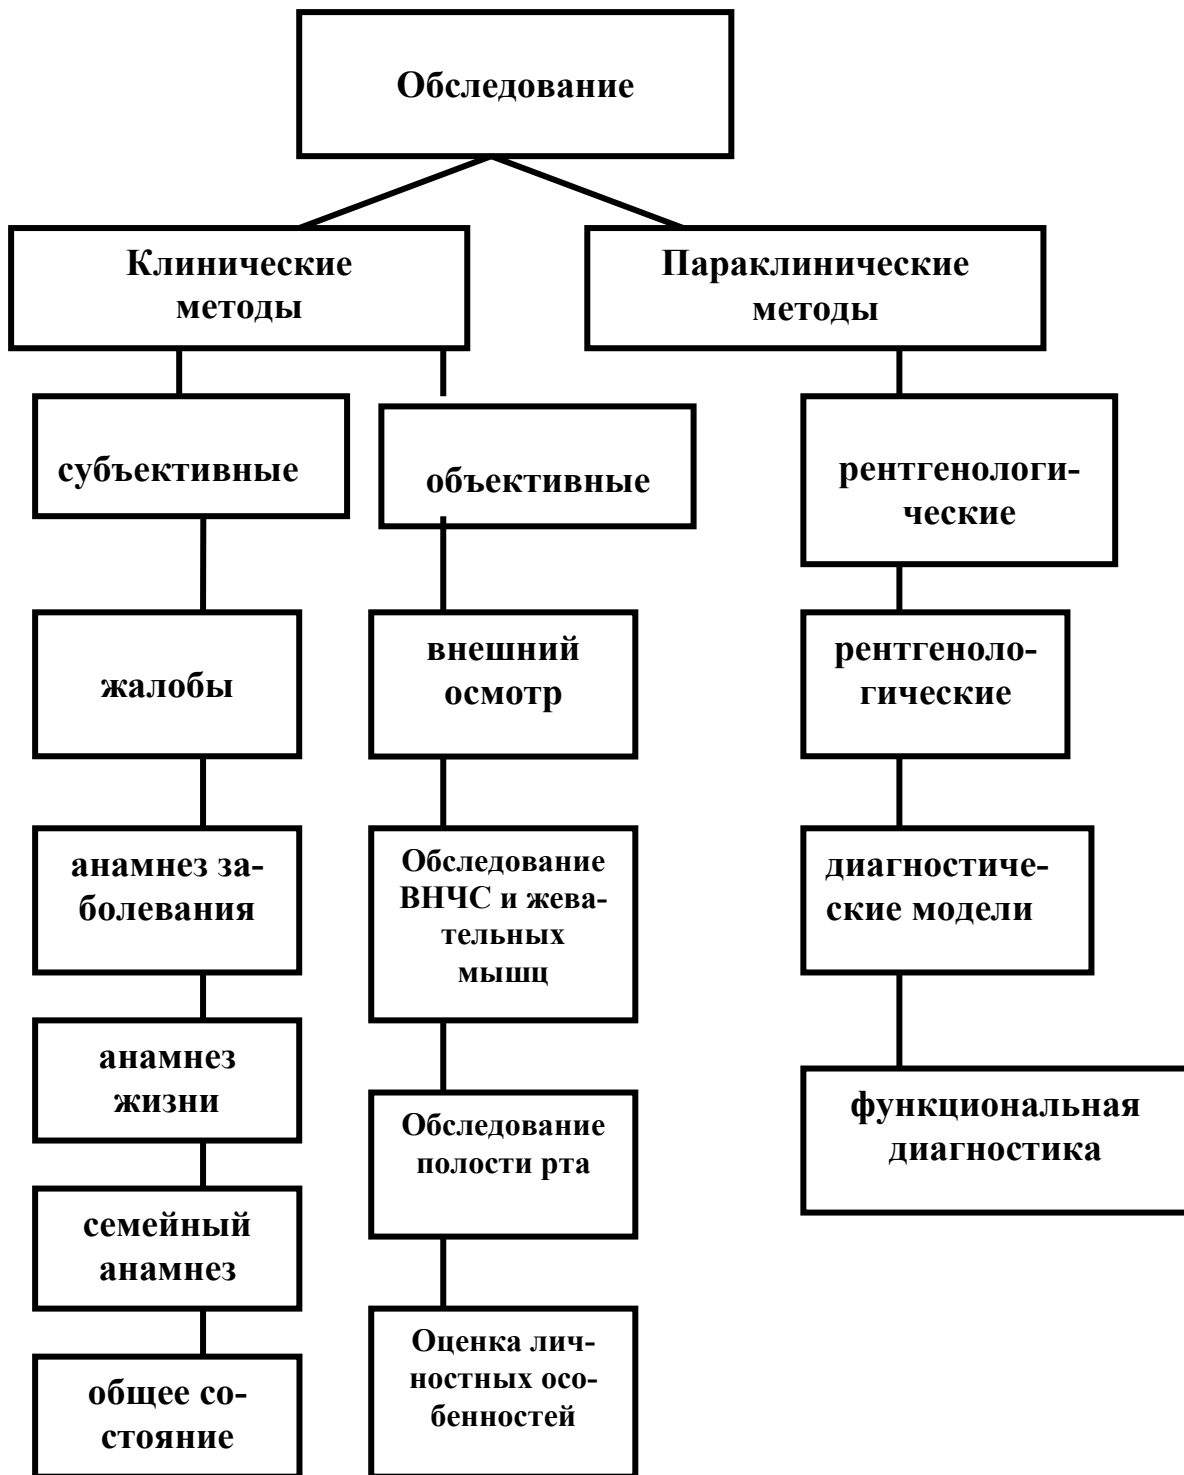 Обследование
Клинические
методы
Параклинические
методы
субъективные
объективные
рентгенологи-
ческие
жалобы
внешний
осмотр
рентгеноло-
гические
анамнез за-
болевания
Обследование
ВНЧС и жева-
тельных
мышц
диагностиче-
ские модели
анамнез
жизни
Обследование
полости рта
функциональная
диагностика
семейный
анамнез
Оценка лич-
ностных осо-
бенностей
общее со-
стояние